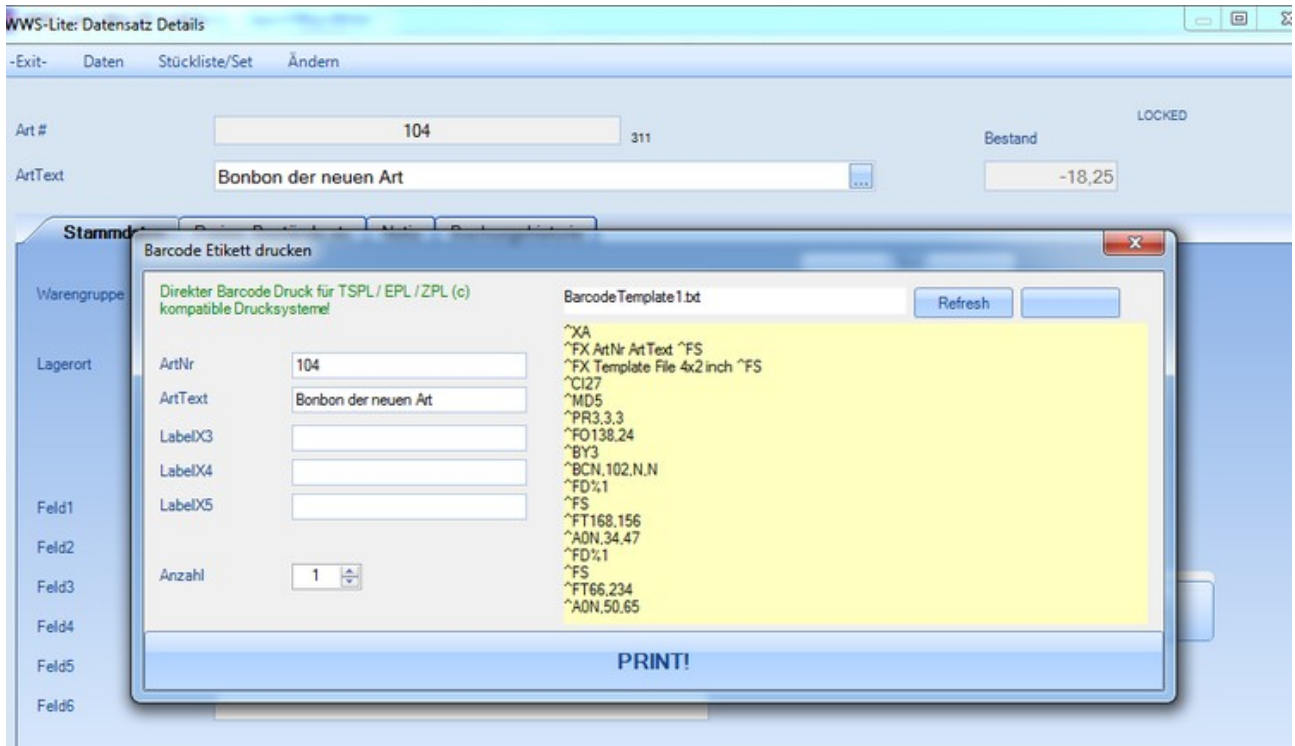 WWS-Lite: Datensatz Details
-Exit- Daten Stückliste/Set Ändern
LOCKED
Art # 104 311 Bestand
ArtText Bonbon der neuen Art ... -18,25
Barcode Etikett drucken
Direkter Barcode Druck für TSPL / EPL / ZPL (c)
kompatible Drucksysteme!
BarcodeTemplate1.txt Refresh
Warengruppe
Lagerort
Feld1
Feld2
Feld3
Feld4
Feld5
Feld6
ArtNr 104
ArtText Bonbon der neuen Art
LabelX3
LabelX4
LabelX5
Anzahl 1
^XA
^FX ArtNr ArtText ^FS
^FX Template File 4x2 inch ^FS
^CI27
^MD5
^PR3,3,3
^FO138,24
^BY3
^BCN,102,N,N
^FD%1
^FS
^FT168,156
^A0N,34,47
^FD%1
^FS
^FT66,234
^A0N,50,65
PRINT!